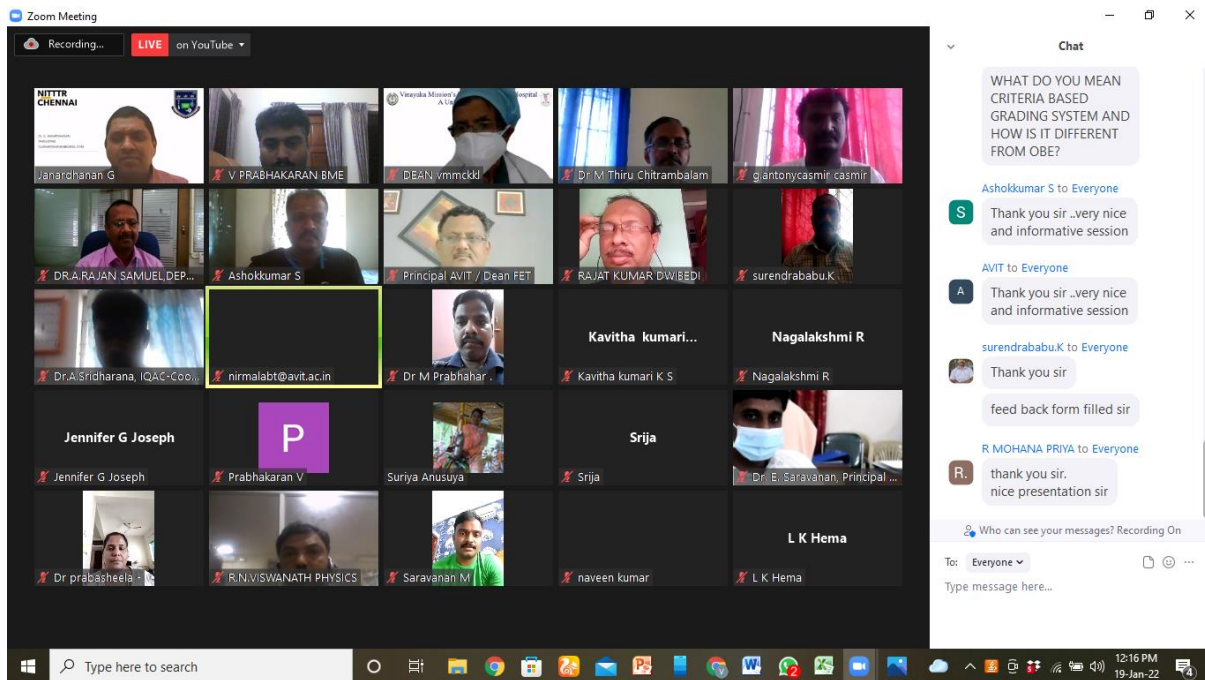 Zoom Meeting
Recording...
LIVE on YouTube
NITTTR
CHENNAI
Janardhanan G
V PRABHAKARAN BME
Vinayaka Mission's
Hospital
DEAN vmmckkl
Dr M Thiru Chitrambalam
g.antonycasmir casmir
DR.A.RAJAN SAMUEL,DEP...
Ashokkumar S
Principal AVIT / Dean FET
RAJAT KUMAR DWIBEDI
surendrababu.K
Dr.A.Sridharana, IQAC-Coo...
nirmalabt@avit.ac.in
Dr M Prabhahar .
Kavitha kumari...
Kavitha kumari K S
Nagalakshmi R
Nagalakshmi R
Jennifer G Joseph
Jennifer G Joseph
P
Prabhakaran V
Suriya Anusuya
Srija
Srija
Dr. E. Saravanan, Principal ...
Dr prabasheela -
R.N.VISWANATH PHYSICS
Saravanan M
naveen kumar
L K Hema
L K Hema
Chat
WHAT DO YOU MEAN
CRITERIA BASED
GRADING SYSTEM AND
HOW IS IT DIFFERENT
FROM OBE?
Ashokkumar S to Everyone
S
Thank you sir ..very nice
and informative session
AVIT to Everyone
A
Thank you sir ..very nice
and informative session
surendrababu.K to Everyone
Thank you sir
feed back form filled sir
R MOHANA PRIYA to Everyone
R.
thank you sir.
nice presentation sir
Who can see your messages? Recording On
To: Everyone
Type message here...
Type here to search
12:16 PM
19-Jan-22